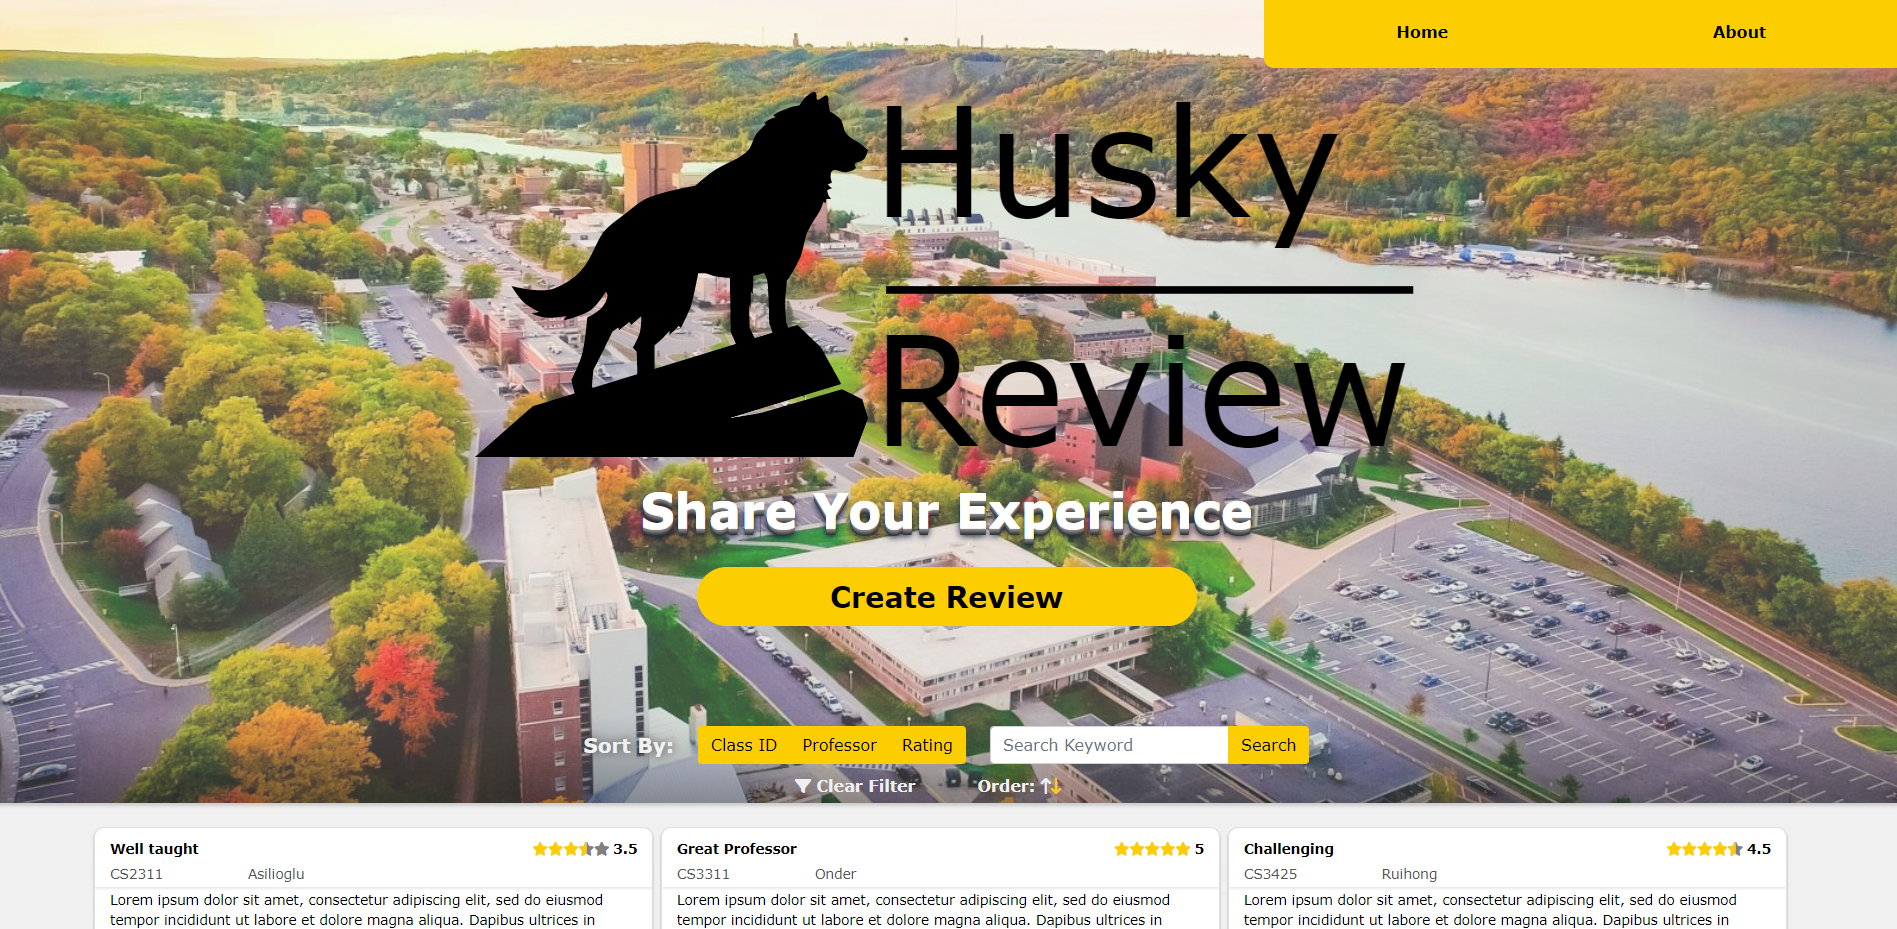 Home About
Husky
Review
Share Your Experience
Create Review
Sort By: Class ID Professor Rating Search Keyword Search
Clear Filter Order:
Well taught 3.5
CS2311 Asilioglu
Lorem ipsum dolor sit amet, consectetur adipiscing elit, sed do eiusmod
tempor incididunt ut labore et dolore magna aliqua. Dapibus ultrices in
Great Professor 5
CS3311 Onder
Lorem ipsum dolor sit amet, consectetur adipiscing elit, sed do eiusmod
tempor incididunt ut labore et dolore magna aliqua. Dapibus ultrices in
Challenging 4.5
CS3425 Ruihong
Lorem ipsum dolor sit amet, consectetur adipiscing elit, sed do eiusmod
tempor incididunt ut labore et dolore magna aliqua. Dapibus ultrices in